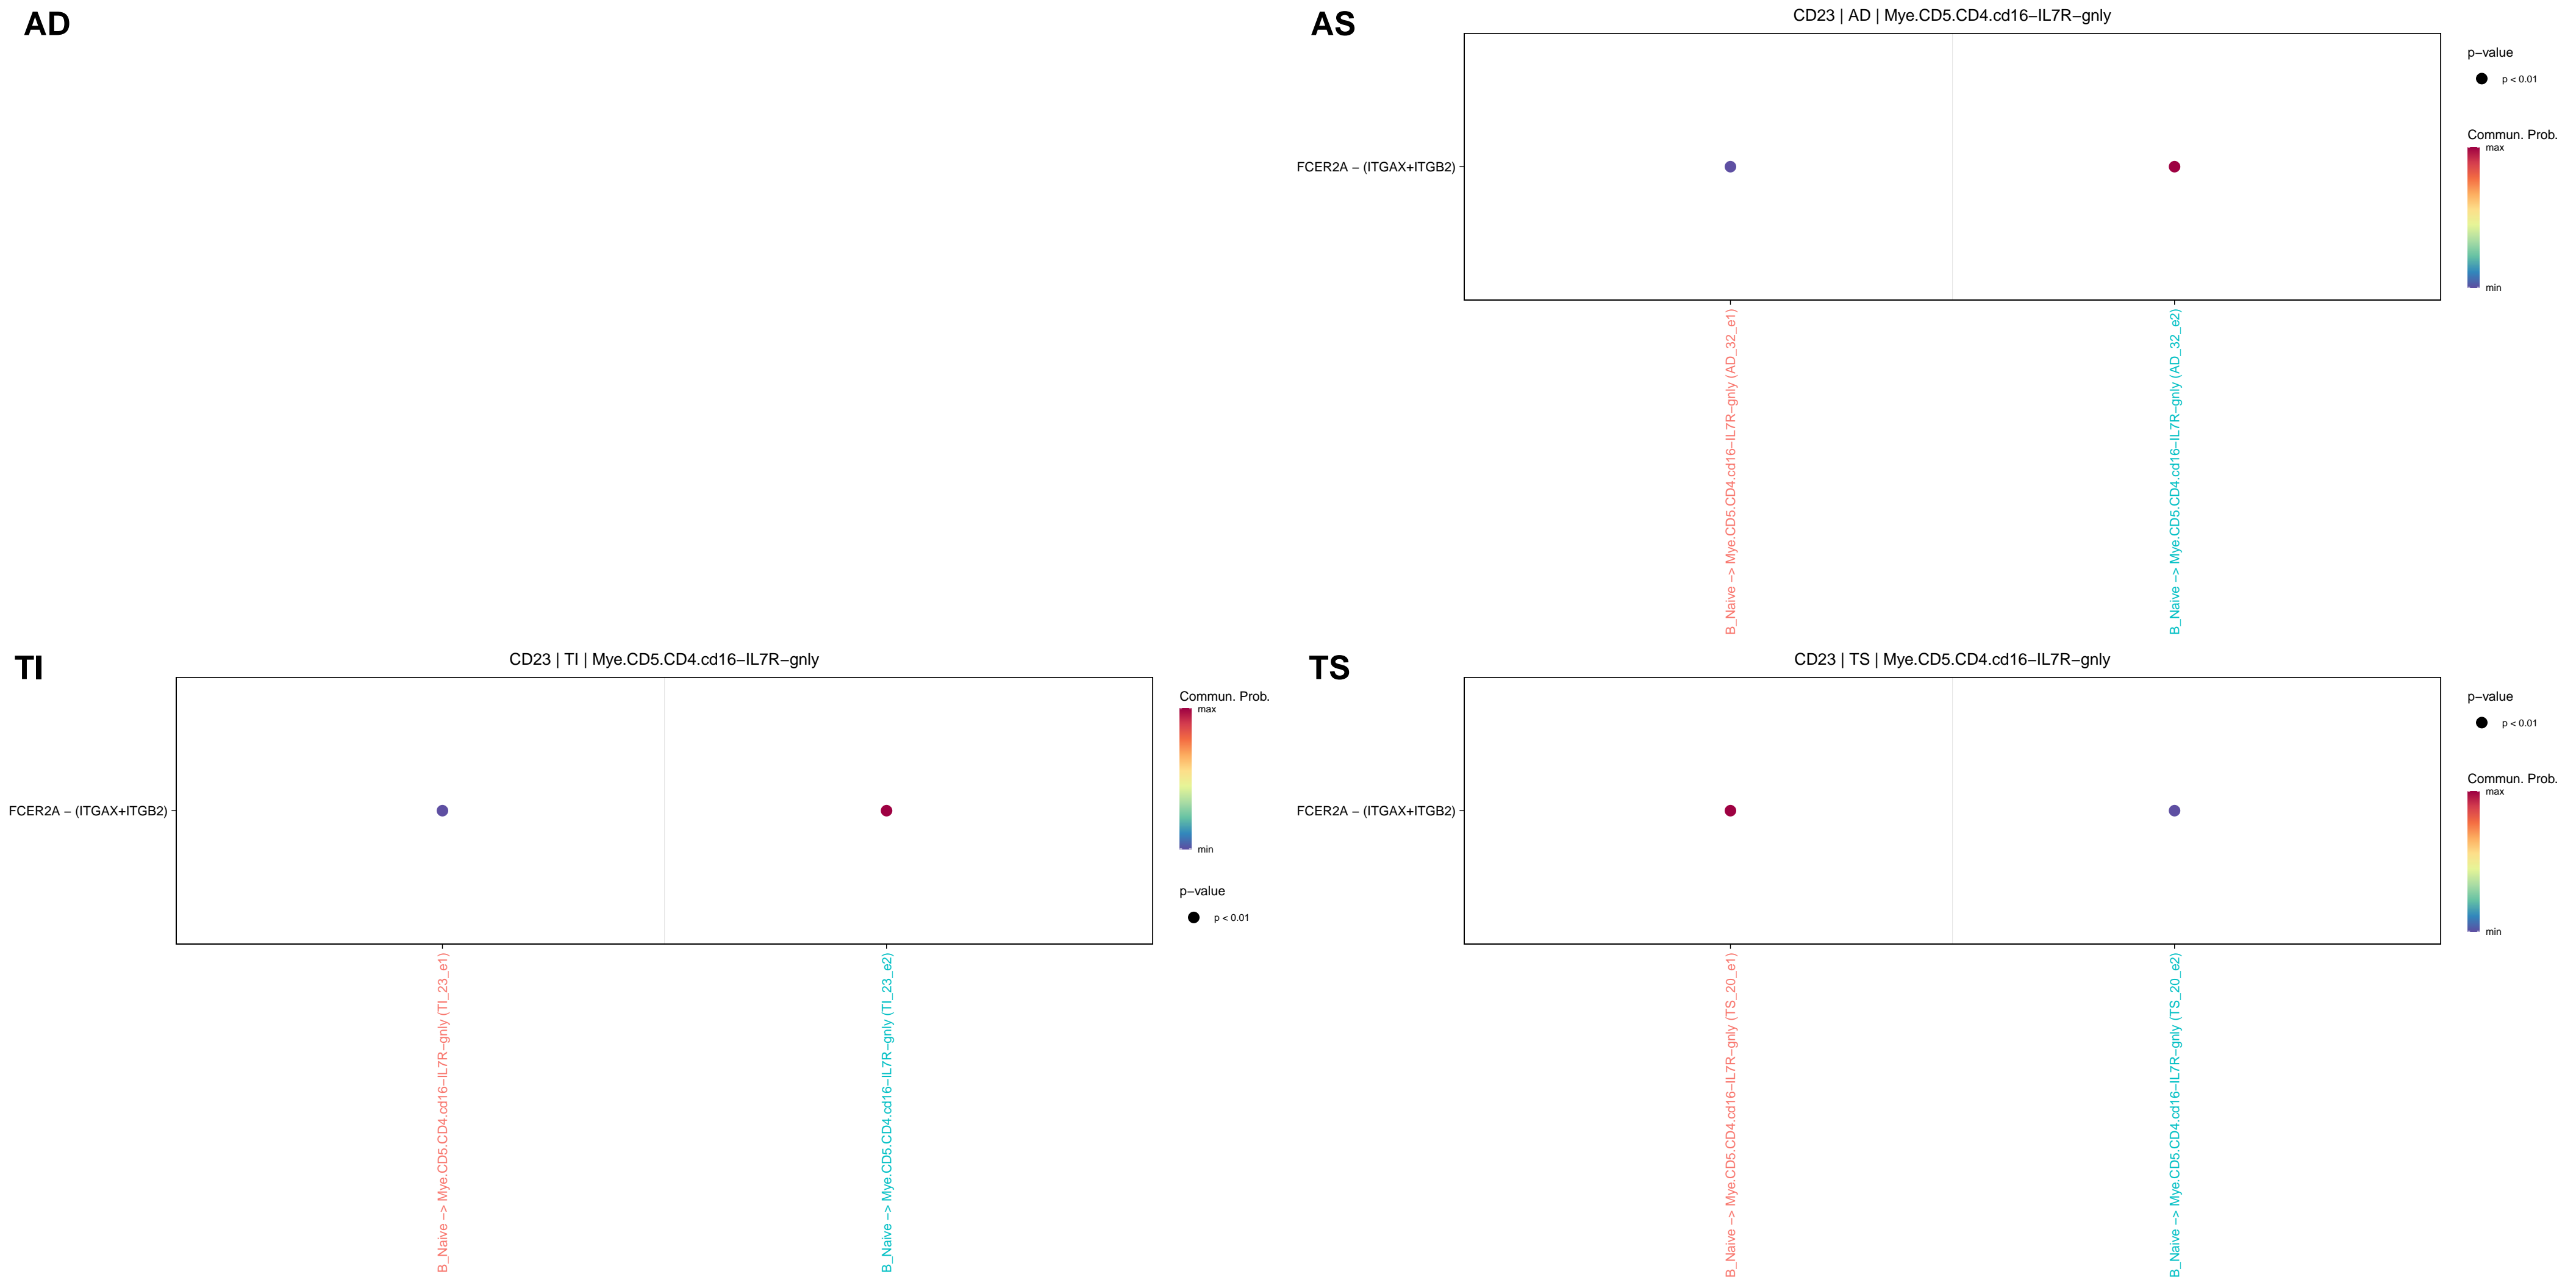 AD
AS
CD23 | AD | Mye.CD5.CD4.cd16−IL7R−gnly
p−value
p < 0.01
Commun. Prob.
max
min
FCER2A − (ITGAX+ITGB2)
B_Naive −> Mye.CD5.CD4.cd16−IL7R−gnly (AD_32_e1)
B_Naive −> Mye.CD5.CD4.cd16−IL7R−gnly (AD_32_e2)
TI
CD23 | TI | Mye.CD5.CD4.cd16−IL7R−gnly
Commun. Prob.
max
min
p−value
p < 0.01
FCER2A − (ITGAX+ITGB2)
B_Naive −> Mye.CD5.CD4.cd16−IL7R−gnly (TI_23_e1)
B_Naive −> Mye.CD5.CD4.cd16−IL7R−gnly (TI_23_e2)
TS
CD23 | TS | Mye.CD5.CD4.cd16−IL7R−gnly
p−value
p < 0.01
Commun. Prob.
max
min
FCER2A − (ITGAX+ITGB2)
B_Naive −> Mye.CD5.CD4.cd16−IL7R−gnly (TS_20_e1)
B_Naive −> Mye.CD5.CD4.cd16−IL7R−gnly (TS_20_e2)